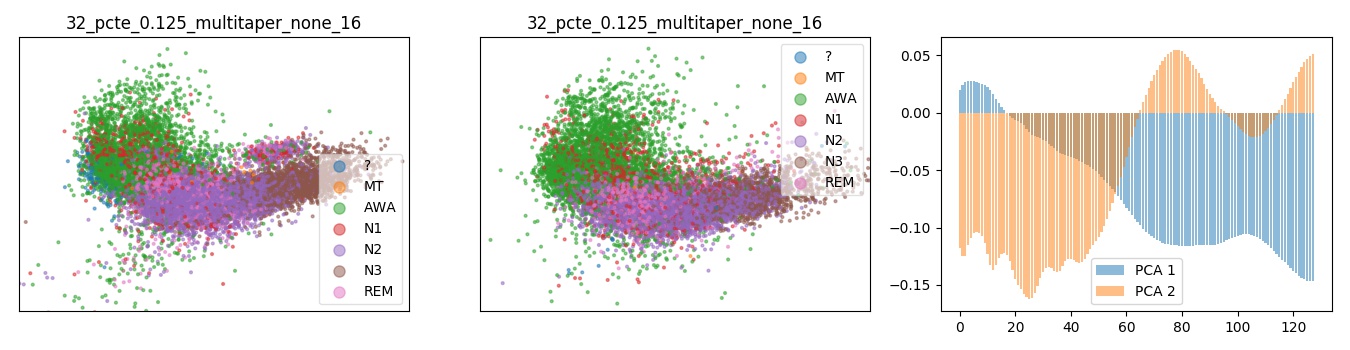 32_pcte_0.125_multitaper_none_16
?
MT
AWA
N1
N2
N3
REM
32_pcte_0.125_multitaper_none_16
?
MT
AWA
N1
N2
N3
REM
0.05
0.00
−0.05
−0.10
−0.15
PCA 1
PCA 2
0 20 40 60 80 100 120